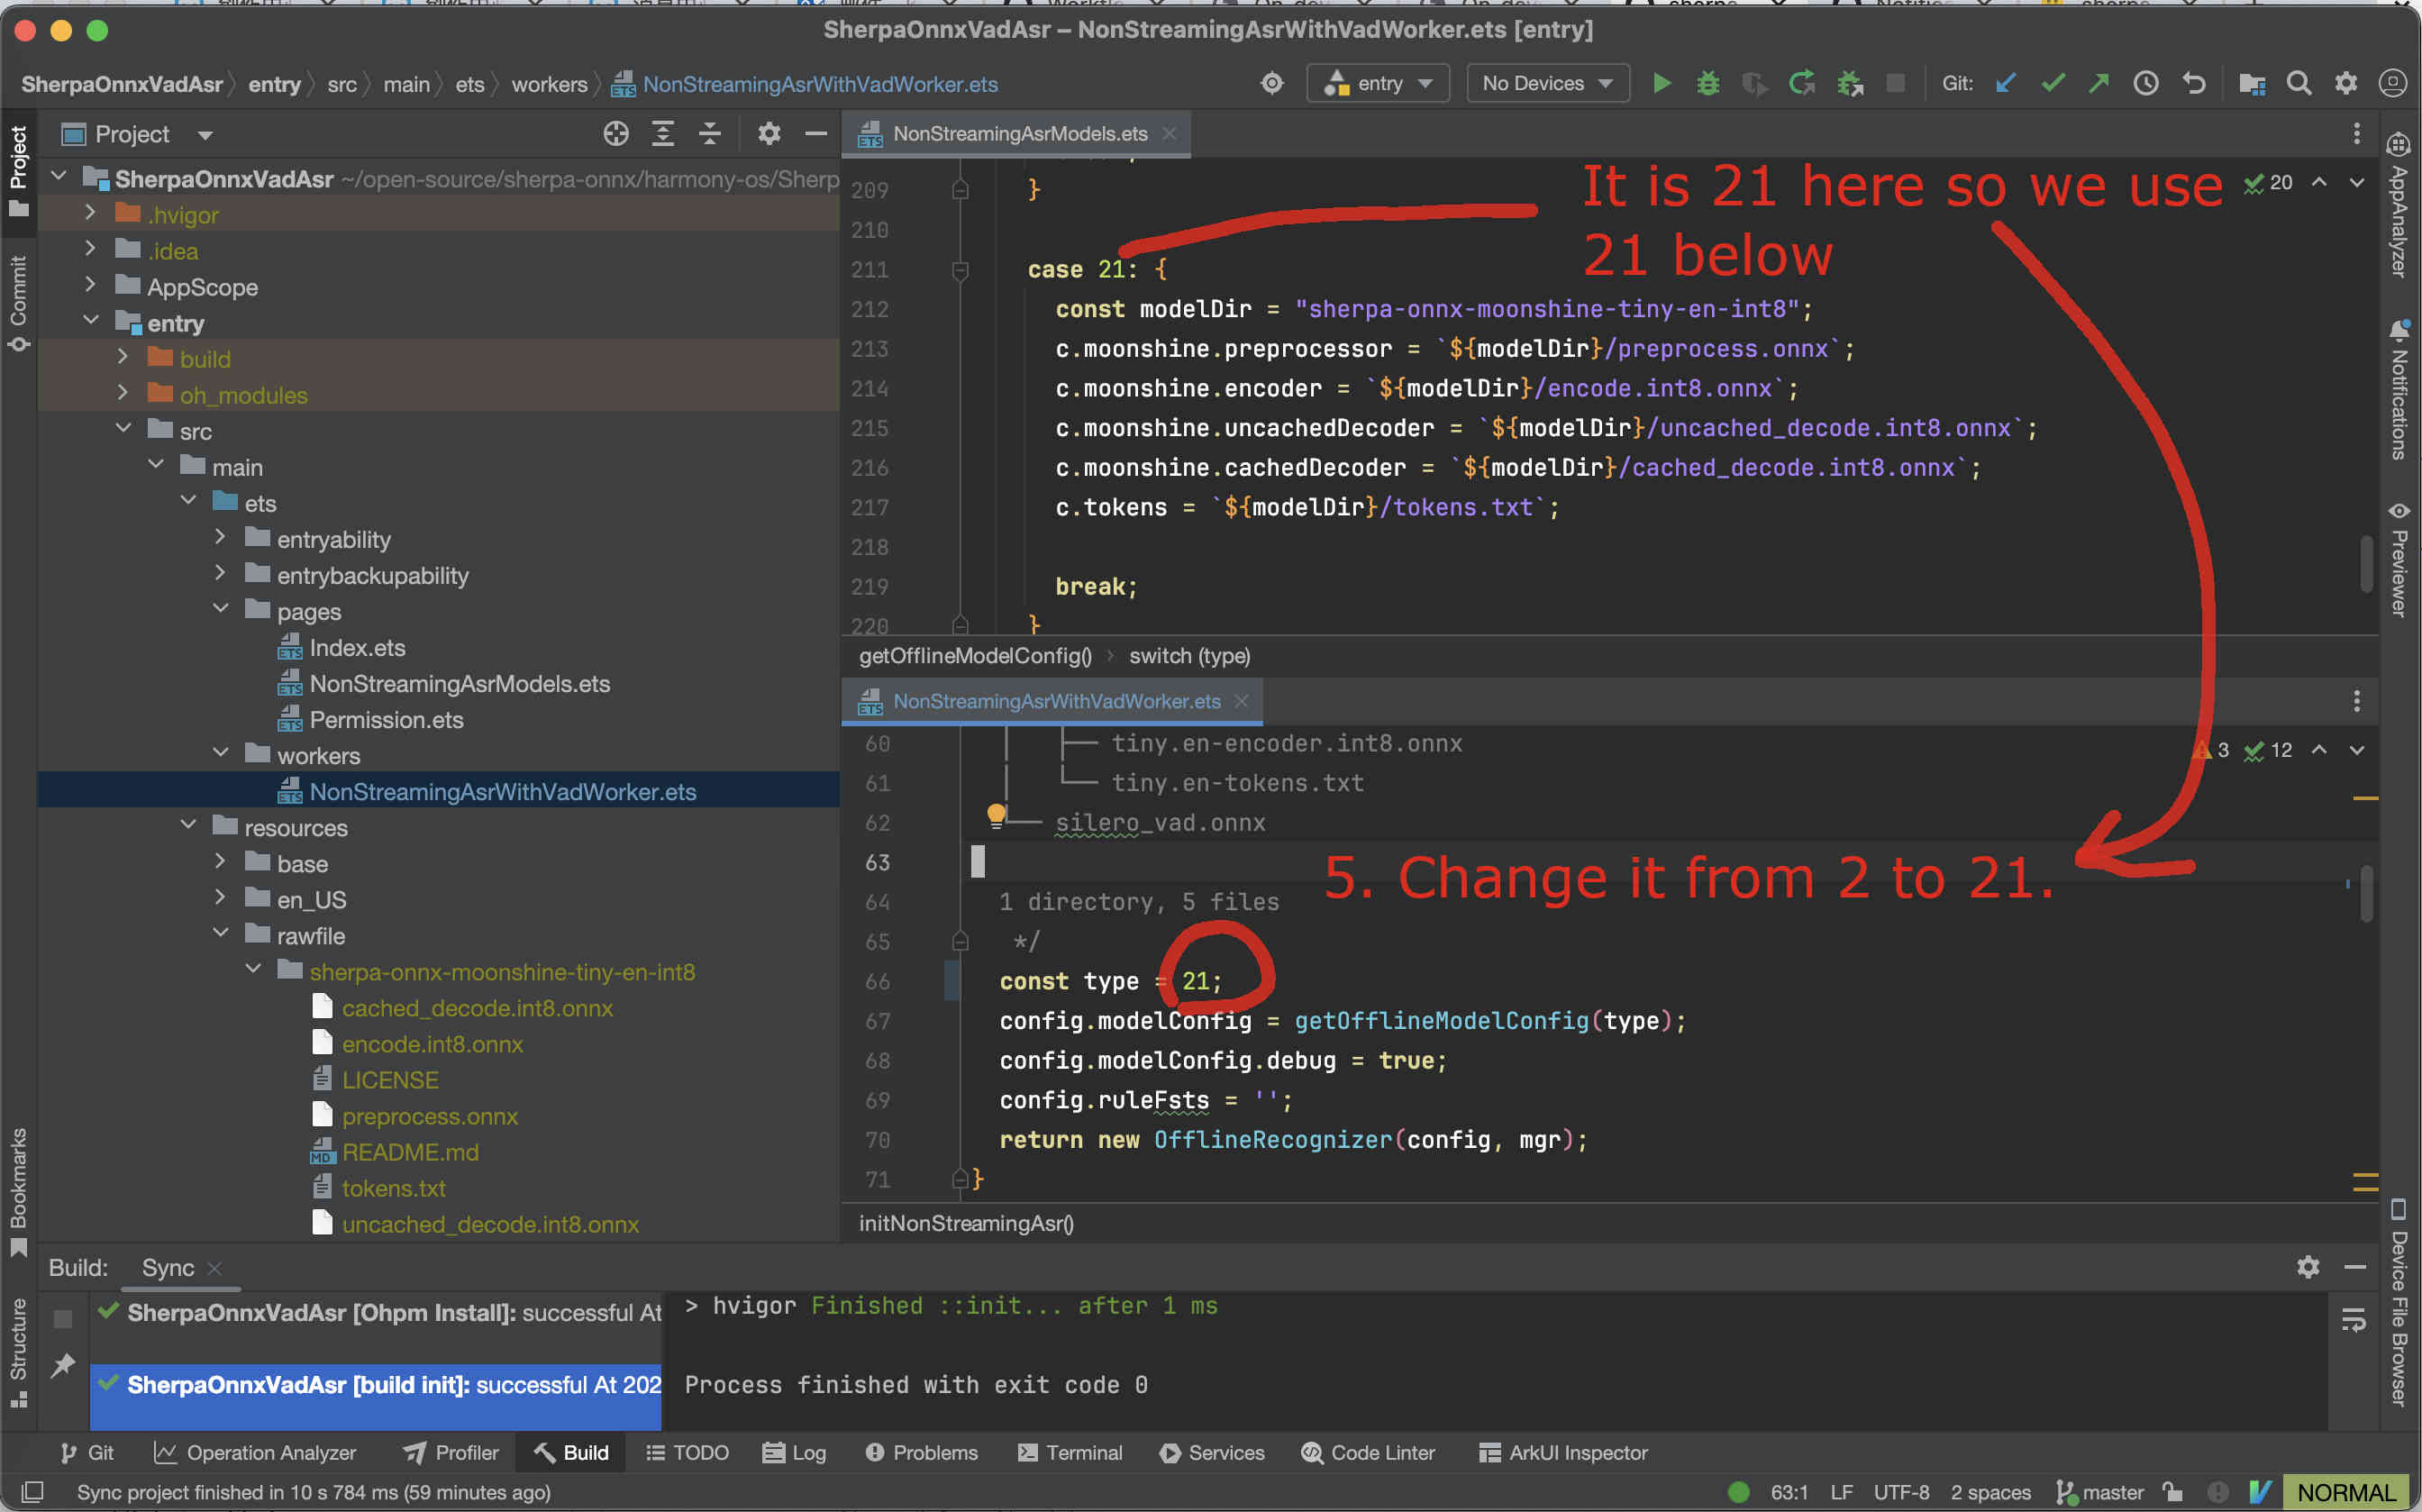 SherpaOnnxVadAsr – NonStreamingAsrWithVadWorker.ets [entry]
SherpaOnnxVadAsr entry src main ets workers NonStreamingAsrWithVadWorker.ets entry No Devices Git:
Project
NonStreamingAsrModels.ets
Project
Commit
Bookmarks
Structure
SherpaOnnxVadAsr ~/open-source/sherpa-onnx/harmony-os/Sherp
.hvigor
.idea
AppScope
entry
build
oh_modules
src
main
ets
entryability
entrybackupability
pages
Index.ets
NonStreamingAsrModels.ets
Permission.ets
workers
NonStreamingAsrWithVadWorker.ets
resources
base
en_US
rawfile
sherpa-onnx-moonshine-tiny-en-int8
cached_decode.int8.onnx
encode.int8.onnx
LICENSE
preprocess.onnx
README.md
tokens.txt
uncached_decode.int8.onnx
It is 21 here so we use
21 below
20
209 }
210
211 case 21: {
212 const modelDir = "sherpa-onnx-moonshine-tiny-en-int8";
213 c.moonshine.preprocessor = `${modelDir}/preprocess.onnx`;
214 c.moonshine.encoder = `${modelDir}/encode.int8.onnx`;
215 c.moonshine.uncachedDecoder = `${modelDir}/uncached_decode.int8.onnx`;
216 c.moonshine.cachedDecoder = `${modelDir}/cached_decode.int8.onnx`;
217 c.tokens = `${modelDir}/tokens.txt`;
218
219 break;
220 }
getOfflineModelConfig() switch (type)
NonStreamingAsrWithVadWorker.ets
3 12
60 │ ├── tiny.en-encoder.int8.onnx
61 │ └── tiny.en-tokens.txt
62 └── silero_vad.onnx
63
5. Change it from 2 to 21.
64 1 directory, 5 files
65 */
66 const type = 21;
67 config.modelConfig = getOfflineModelConfig(type);
68 config.modelConfig.debug = true;
69 config.ruleFsts = '';
70 return new OfflineRecognizer(config, mgr);
71 }
initNonStreamingAsr()
AppAnalyzer
Notifications
Previewer
Device File Browser
Build: Sync
SherpaOnnxVadAsr [Ohpm Install]: successful At
SherpaOnnxVadAsr [build init]: successful At 202
> hvigor Finished ::init... after 1 ms
Process finished with exit code 0
Git Operation Analyzer Profiler Build TODO Log Problems Terminal Services Code Linter ArkUI Inspector
Sync project finished in 10 s 784 ms (59 minutes ago) 63:1 LF UTF-8 2 spaces master NORMAL